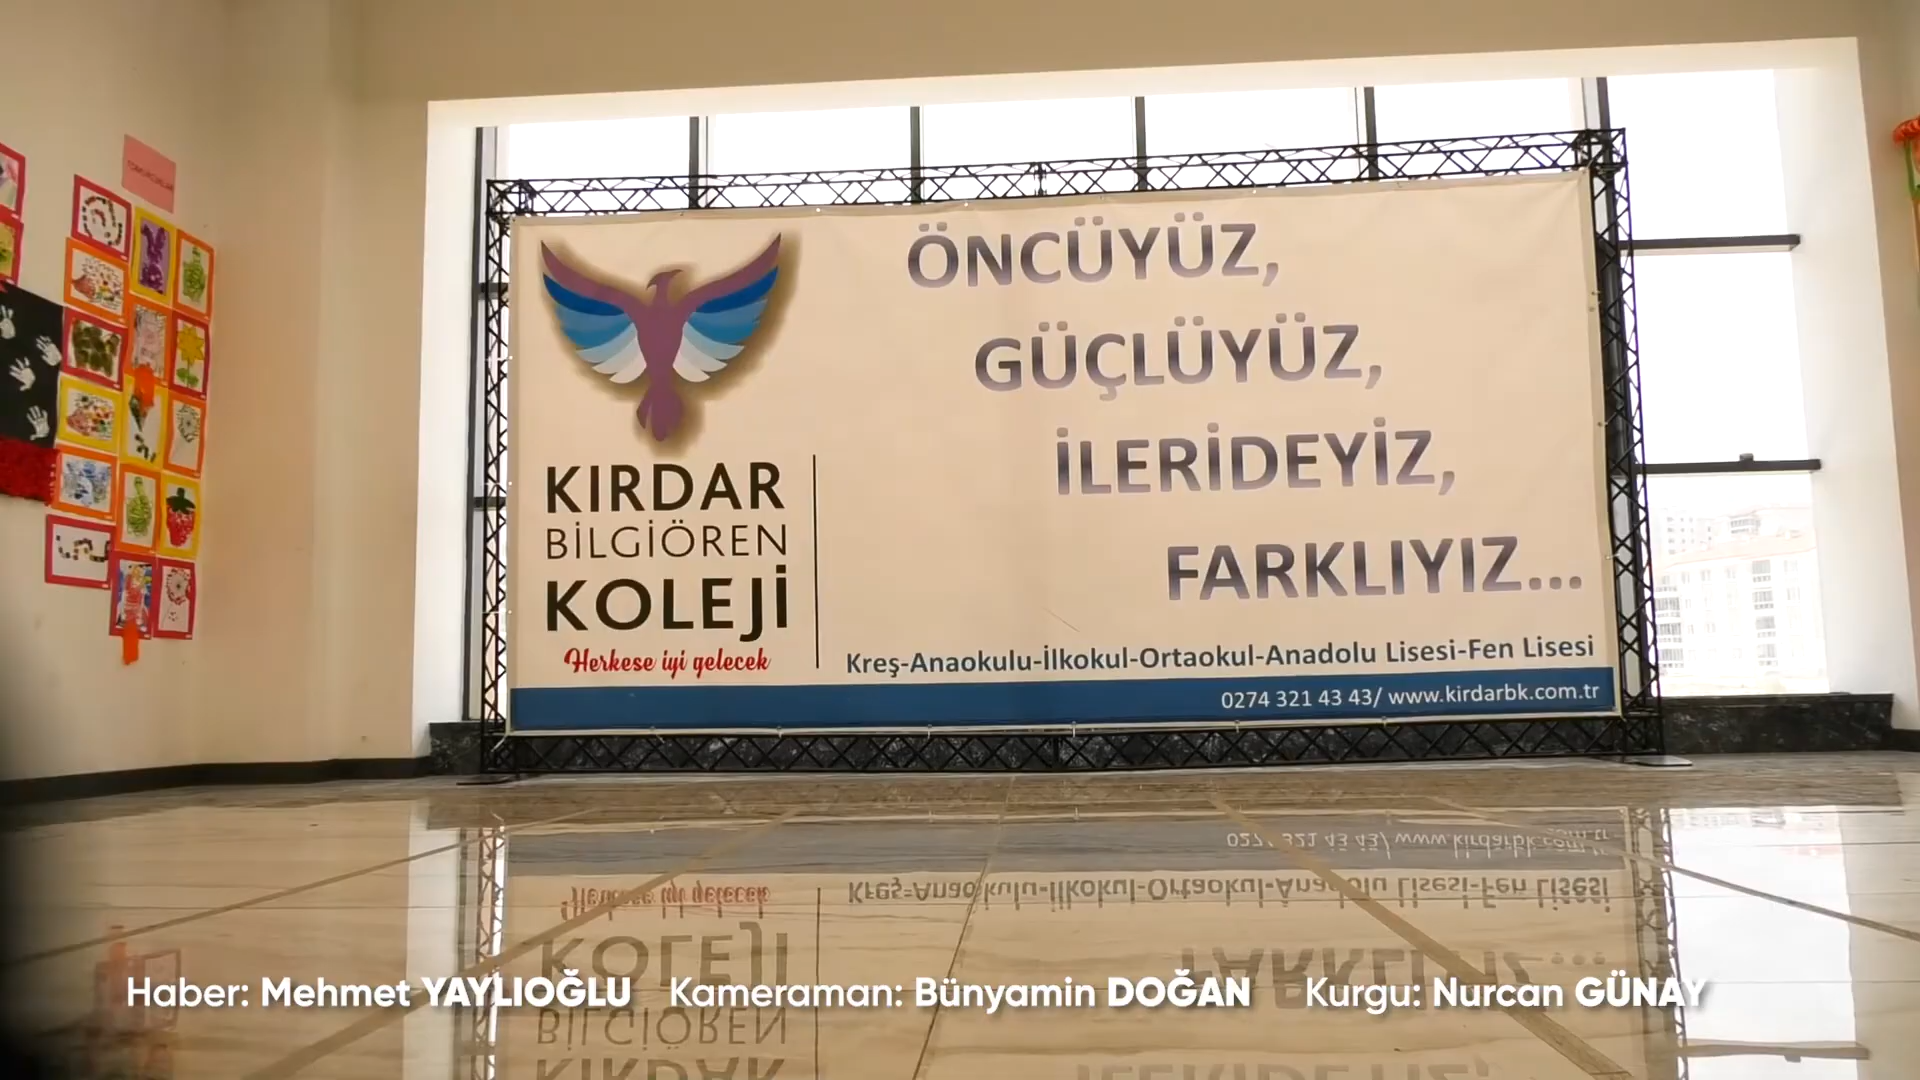 ÖNCÜYÜZ,
GÜÇLÜYÜZ,
İLERİDEYİZ,
FARKLIYIZ...
KIRDAR
BİLGİÖREN
KOLEJİ
Herkese iyi gelecek
Kreş-Anaokulu-İlkokul-Ortaokul-Anadolu Lisesi-Fen Lisesi
0274 321 43 43/ www.kirdarbk.com.tr
Haber: Mehmet YAYLIOĞLU Kameraman: Bünyamin DOĞAN Kurgu: Nurcan GÜNAY